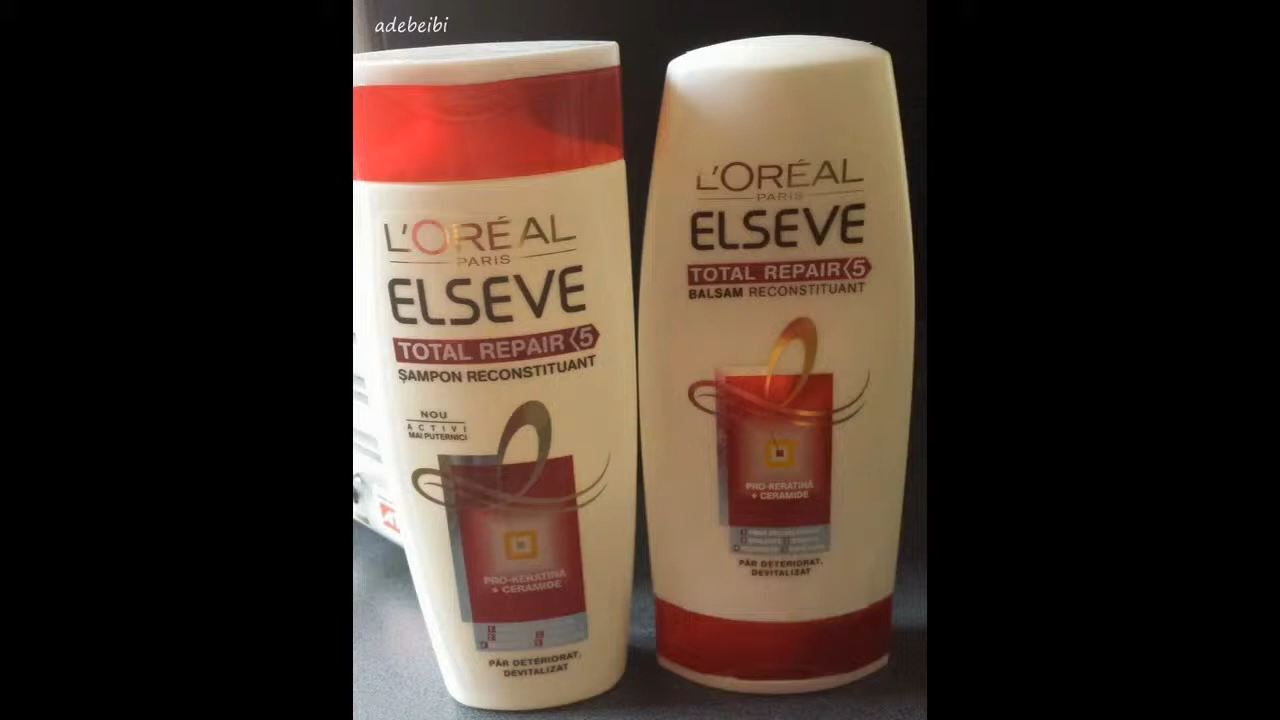 adebeibi
L'ORÉAL
PARIS
ELSEVE
TOTAL REPAIR 5
ȘAMPON RECONSTITUANT
NOU
ACTIVI
MAI PUTERNICI
PRO-KERATINĂ
+ CERAMIDE
PĂR DETERIORAT,
DEVITALIZAT
L'ORÉAL
PARIS
ELSEVE
TOTAL REPAIR 5
BALSAM RECONSTITUANT
PRO-KERATINĂ
+ CERAMIDE
PĂR DETERIORAT,
DEVITALIZAT